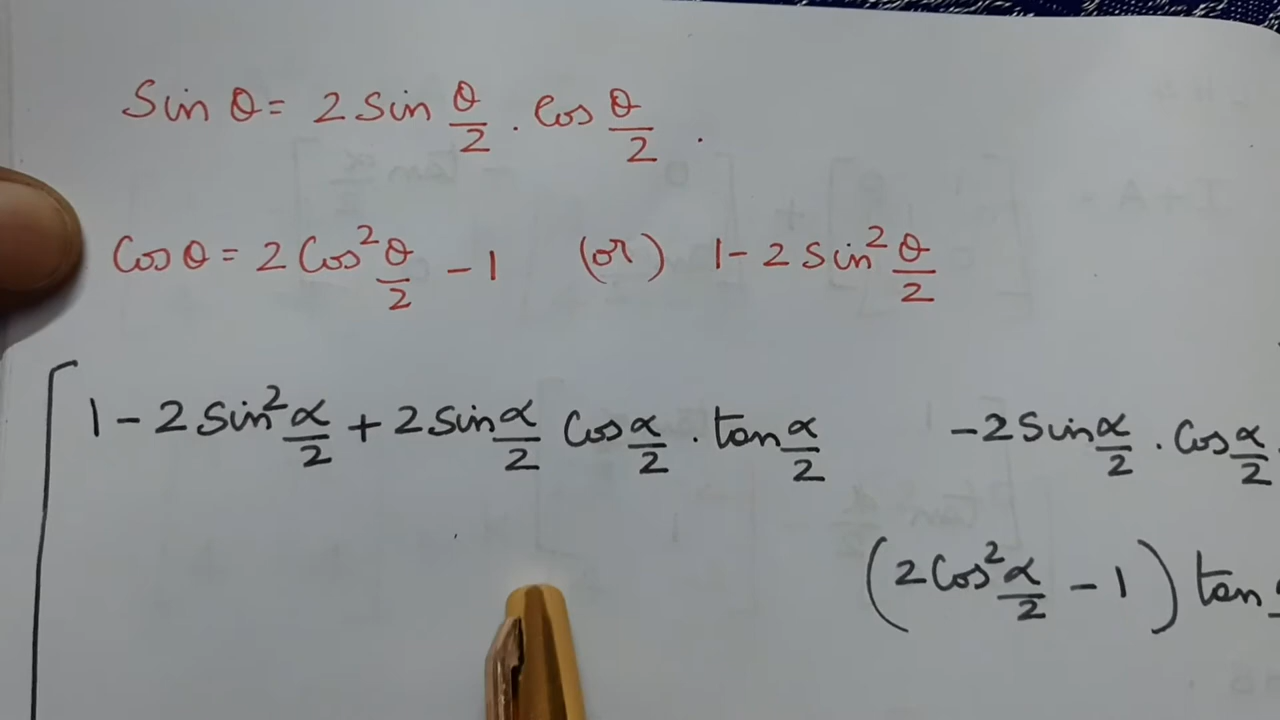 Sin θ = 2 Sin θ/2 . Cos θ/2 .
Cos θ = 2 Cos² θ/2 - 1 (or) 1 - 2 Sin² θ/2
[ 1 - 2 Sin² α/2 + 2 Sin α/2 Cos α/2 . tan α/2 -2 Sin α/2 . Cos α/2
(2 Cos² α/2 - 1) tan